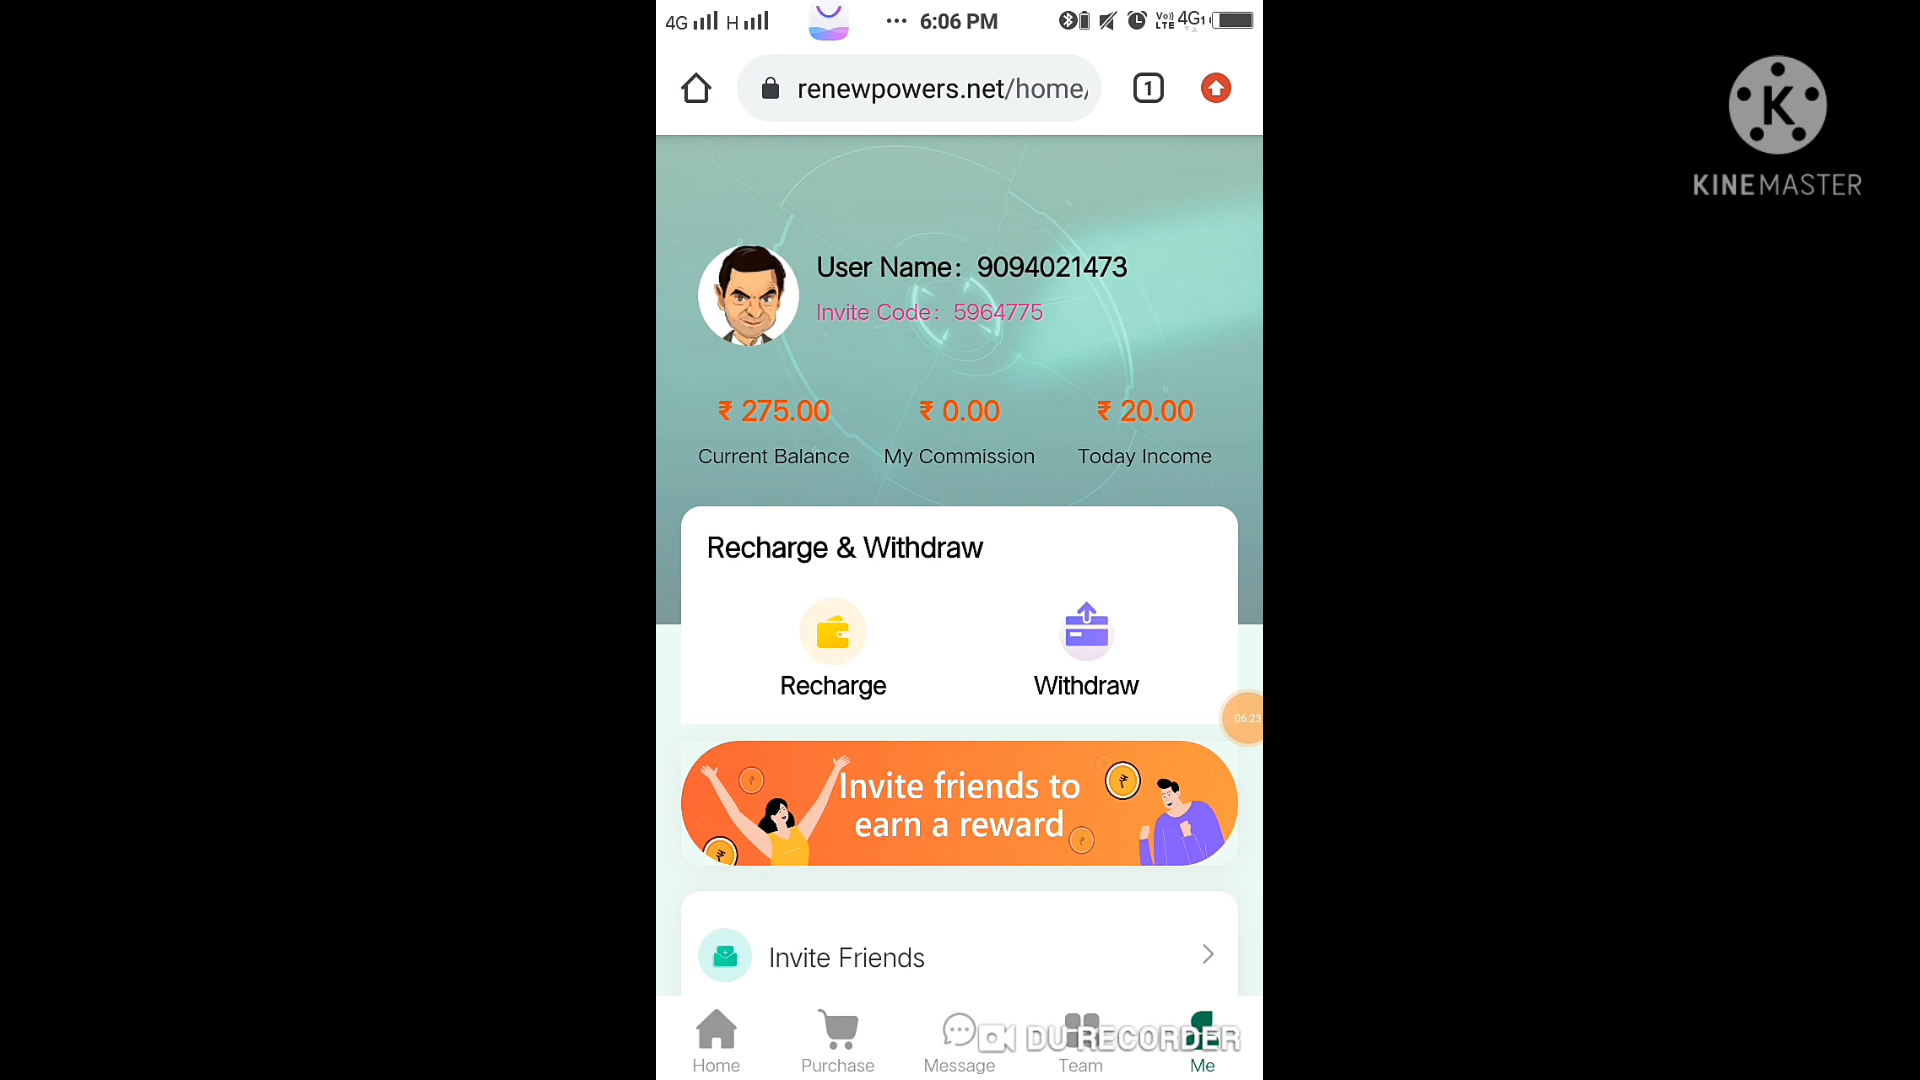 4G H ... 6:06 PM Vo)) LTE 4G
renewpowers.net/home/
1
K
KINEMASTER
User Name: 9094021473
Invite Code: 5964775
₹ 275.00 ₹ 0.00 ₹ 20.00
Current Balance My Commission Today Income
Recharge & Withdraw
Recharge Withdraw
06:23
Invite friends to
earn a reward
Invite Friends
DU RECORDER
Home Purchase Message Team Me